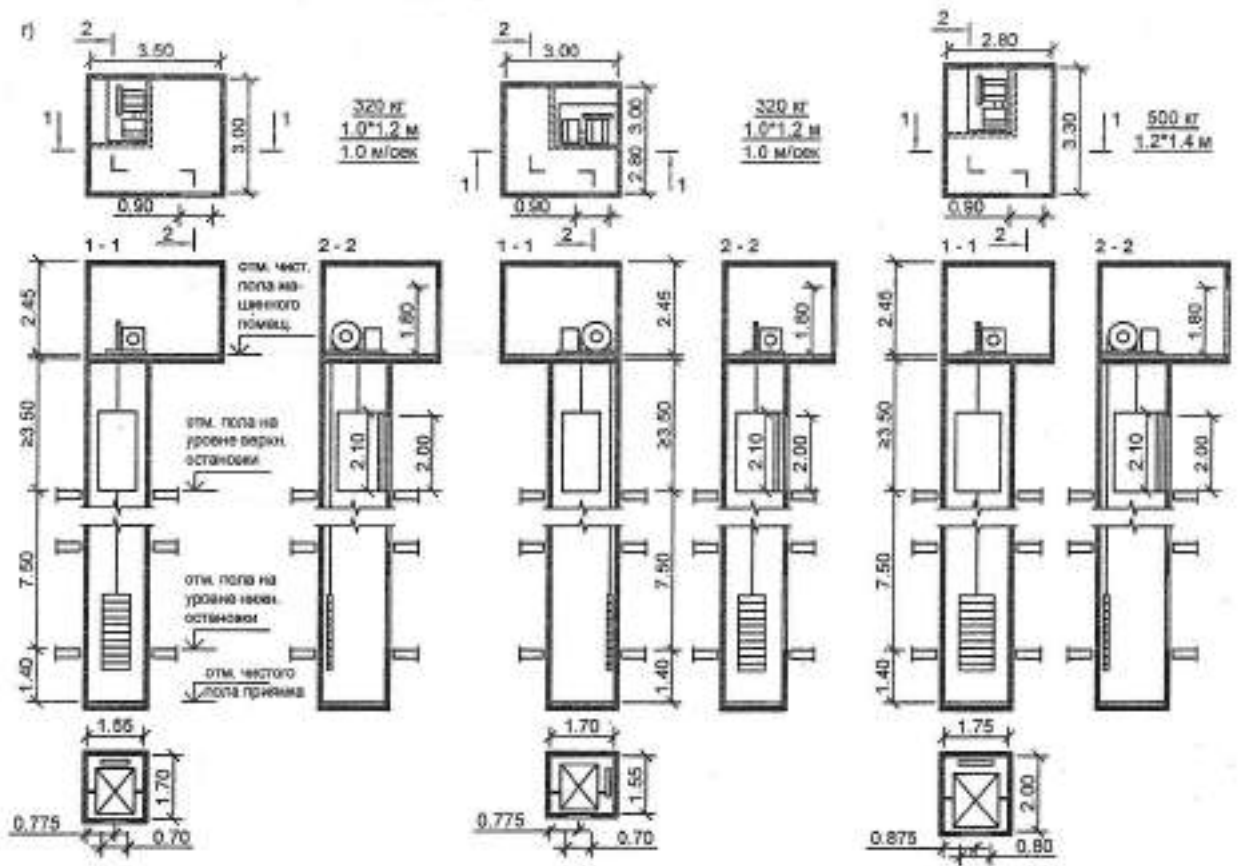 г)
2
3.50
3.00
1
1
0.90
2
320 кг
1.0*1.2 м
1.0 м/сек
2
3.00
3.00
2.80
1
1
0.90
2
320 кг
1.0*1.2 м
1.0 м/сек
2
2.80
3.30
1
1
0.90
2
500 кг
1.2*1.4 м
1 - 1
2 - 2
1 - 1
2 - 2
1 - 1
2 - 2
2.45
отм. чист.
пола ма-
шинного
помещ.
1.80
2.45
1.80
2.45
1.80
≥3.50
отм. пола на
уровне верхн.
остановки
2.10
2.00
≥3.50
2.10
2.00
≥3.50
2.10
2.00
7.50
отм. пола на
уровне нижн.
остановки
7.50
7.50
1.40
отм. чистого
пола приямка
1.40
1.40
1.55
1.70
0.775
0.70
1.70
1.55
0.775
0.70
1.75
2.00
0.875
0.80